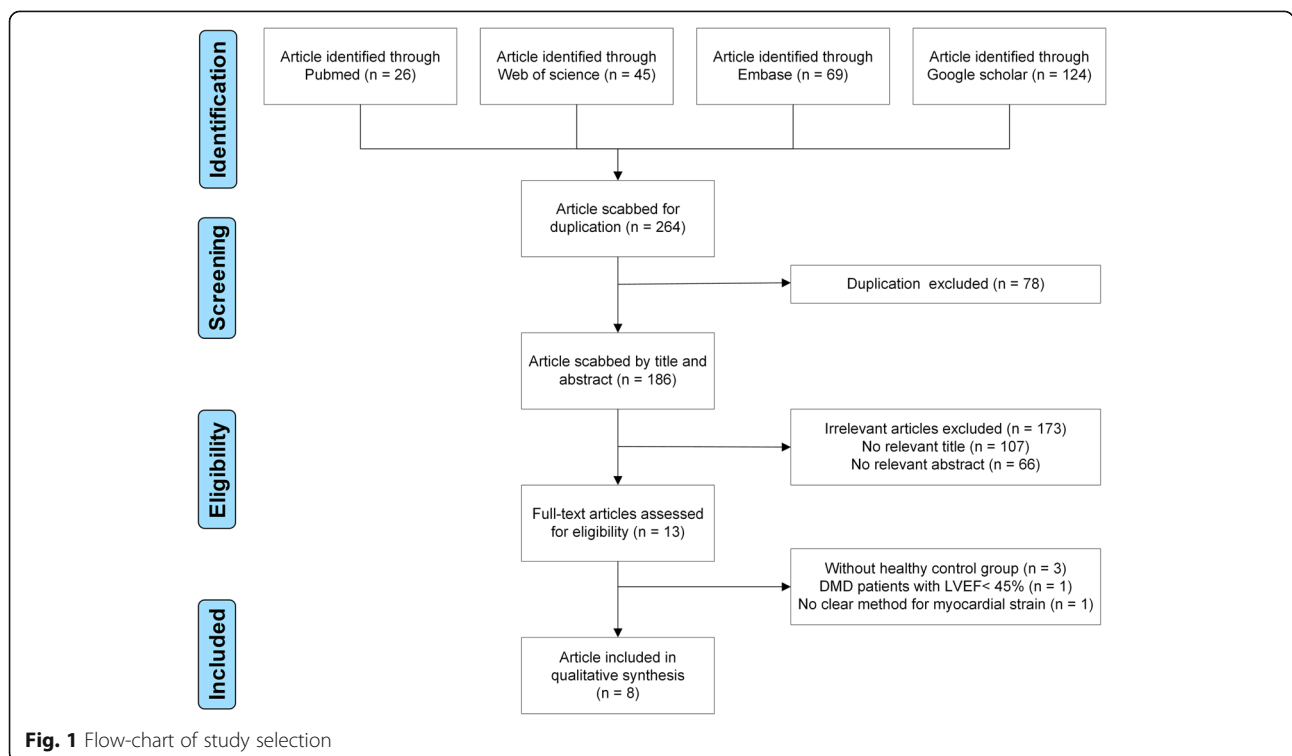 Identification
Article identified through
Pubmed (n = 26)
Article identified through
Web of science (n = 45)
Article identified through
Embase (n = 69)
Article identified through
Google scholar (n = 124)
Screening
Article scabbed for
duplication (n = 264)
Duplication excluded (n = 78)
Article scabbed by title and
abstract (n = 186)
Eligibility
Irrelevant articles excluded (n = 173)
No relevant title (n = 107)
No relevant abstract (n = 66)
Full-text articles assessed
for eligibility (n = 13)
Without healthy control group (n = 3)
DMD patients with LVEF< 45% (n = 1)
No clear method for myocardial strain (n = 1)
Included
Article included in
qualitative synthesis
(n = 8)
Fig. 1 Flow-chart of study selection